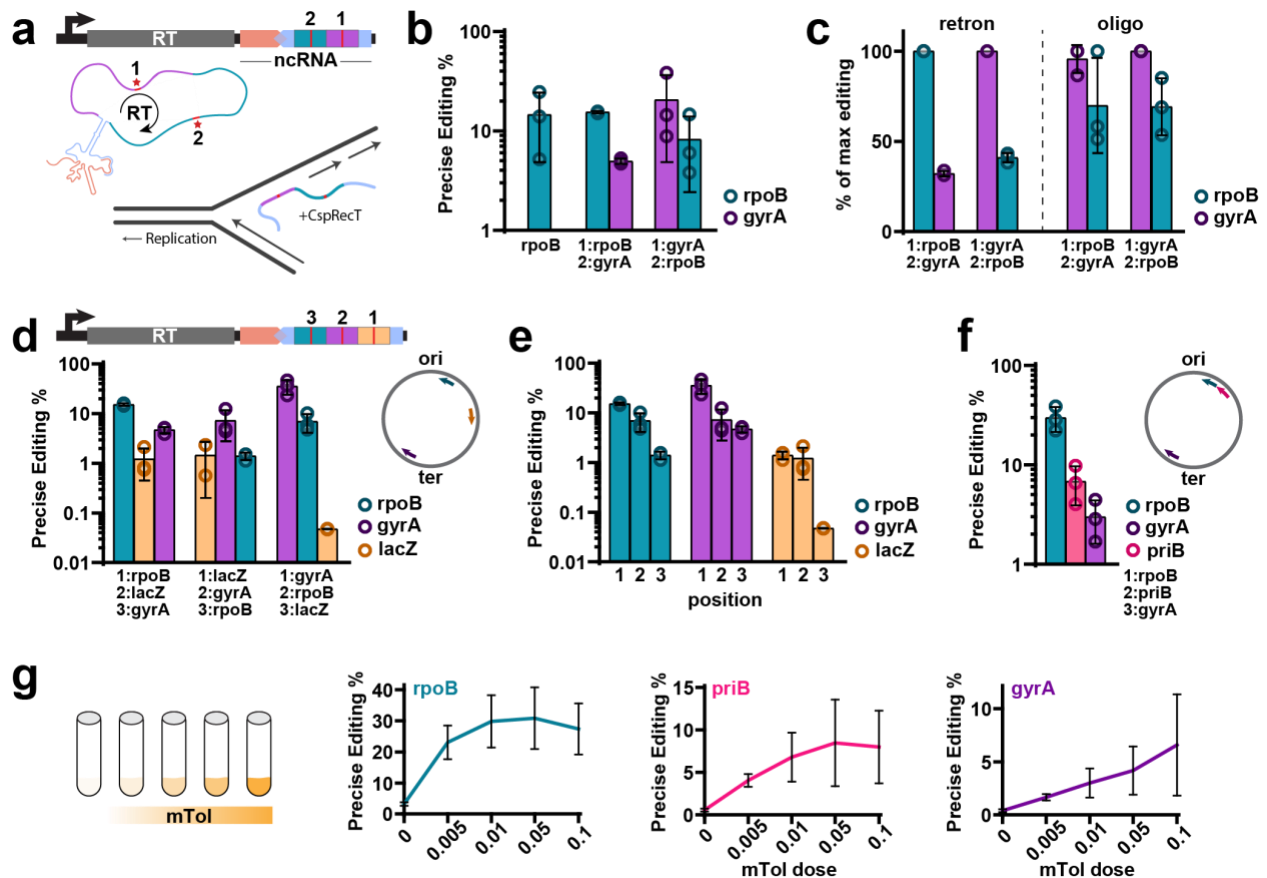 a
RT
2 1
ncRNA
1
RT
2
+CspRecT
← Replication
b
Precise Editing %
100
10
1
rpoB
1:rpoB
2:gyrA
1:gyrA
2:rpoB
rpoB
gyrA
c
retron
oligo
% of max editing
100
50
0
1:rpoB
2:gyrA
1:gyrA
2:rpoB
1:rpoB
2:gyrA
1:gyrA
2:rpoB
rpoB
gyrA
d
RT
3 2 1
Precise Editing %
100
10
1
0.1
0.01
1:rpoB
2:lacZ
3:gyrA
1:lacZ
2:gyrA
3:rpoB
1:gyrA
2:rpoB
3:lacZ
ori
ter
rpoB
gyrA
lacZ
e
Precise Editing %
100
10
1
0.1
0.01
1 2 3
1 2 3
1 2 3
position
rpoB
gyrA
lacZ
f
Precise Editing %
100
10
1
ori
ter
rpoB
gyrA
priB
1:rpoB
2:priB
3:gyrA
g
mTol
Precise Editing %
rpoB
40
30
20
10
0
0 0.005 0.01 0.05 0.1
Precise Editing %
priB
15
10
5
0
0 0.005 0.01 0.05 0.1
mTol dose
Precise Editing %
gyrA
10
5
0
0 0.005 0.01 0.05 0.1
mTol dose